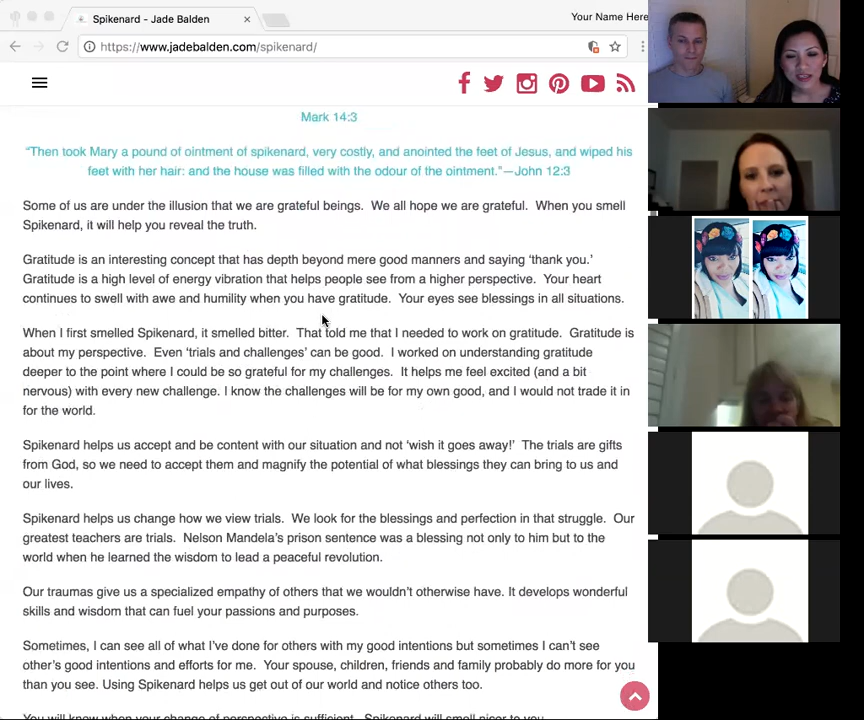 Spikenard - Jade Balden
Your Name Here
https://www.jadebalden.com/spikenard/
Mark 14:3
“Then took Mary a pound of ointment of spikenard, very costly, and anointed the feet of Jesus, and wiped his
feet with her hair: and the house was filled with the odour of the ointment.”—John 12:3
Some of us are under the illusion that we are grateful beings. We all hope we are grateful. When you smell
Spikenard, it will help you reveal the truth.
Gratitude is an interesting concept that has depth beyond mere good manners and saying ‘thank you.’
Gratitude is a high level of energy vibration that helps people see from a higher perspective. Your heart
continues to swell with awe and humility when you have gratitude. Your eyes see blessings in all situations.
When I first smelled Spikenard, it smelled bitter. That told me that I needed to work on gratitude. Gratitude is
about my perspective. Even ‘trials and challenges’ can be good. I worked on understanding gratitude
deeper to the point where I could be so grateful for my challenges. It helps me feel excited (and a bit
nervous) with every new challenge. I know the challenges will be for my own good, and I would not trade it in
for the world.
Spikenard helps us accept and be content with our situation and not ‘wish it goes away!’ The trials are gifts
from God, so we need to accept them and magnify the potential of what blessings they can bring to us and
our lives.
Spikenard helps us change how we view trials. We look for the blessings and perfection in that struggle. Our
greatest teachers are trials. Nelson Mandela’s prison sentence was a blessing not only to him but to the
world when he learned the wisdom to lead a peaceful revolution.
Our traumas give us a specialized empathy of others that we wouldn’t otherwise have. It develops wonderful
skills and wisdom that can fuel your passions and purposes.
Sometimes, I can see all of what I’ve done for others with my good intentions but sometimes I can’t see
other’s good intentions and efforts for me. Your spouse, children, friends and family probably do more for you
than you see. Using Spikenard helps us get out of our world and notice others too.
You will know when your change of perspective is sufficient. Spikenard will smell nicer to you.